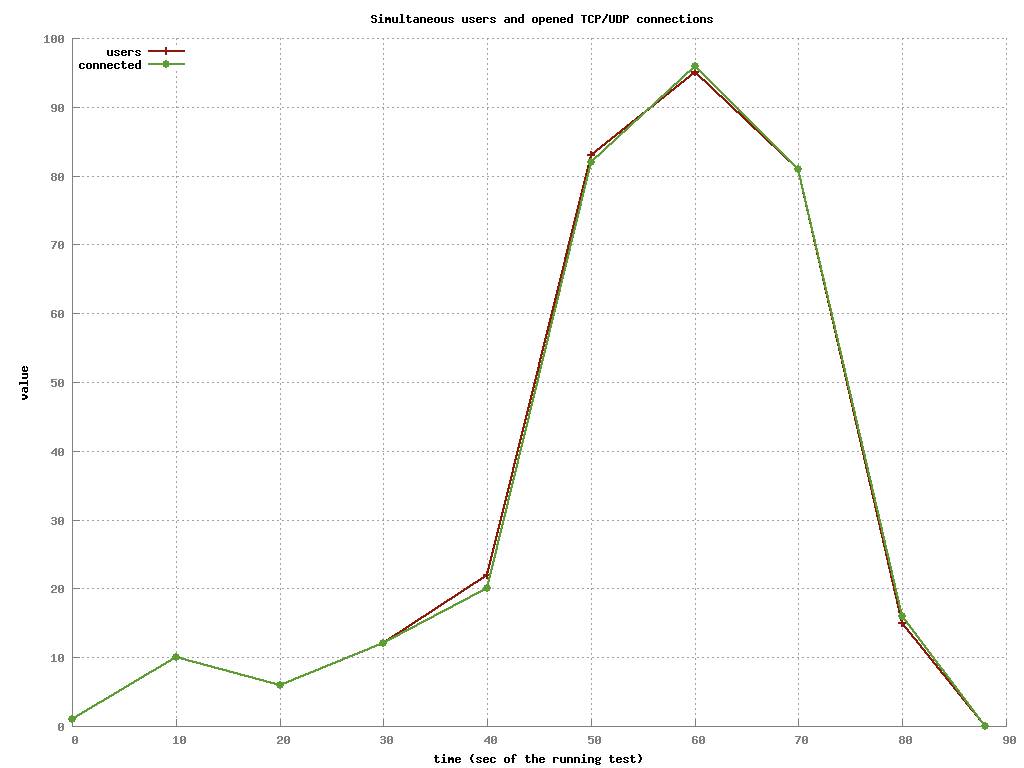 Simultaneous users and opened TCP/UDP connections
100
users
connected
90
80
70
60
50
value
40
30
20
10
0
0 10 20 30 40 50 60 70 80 90
time (sec of the running test)